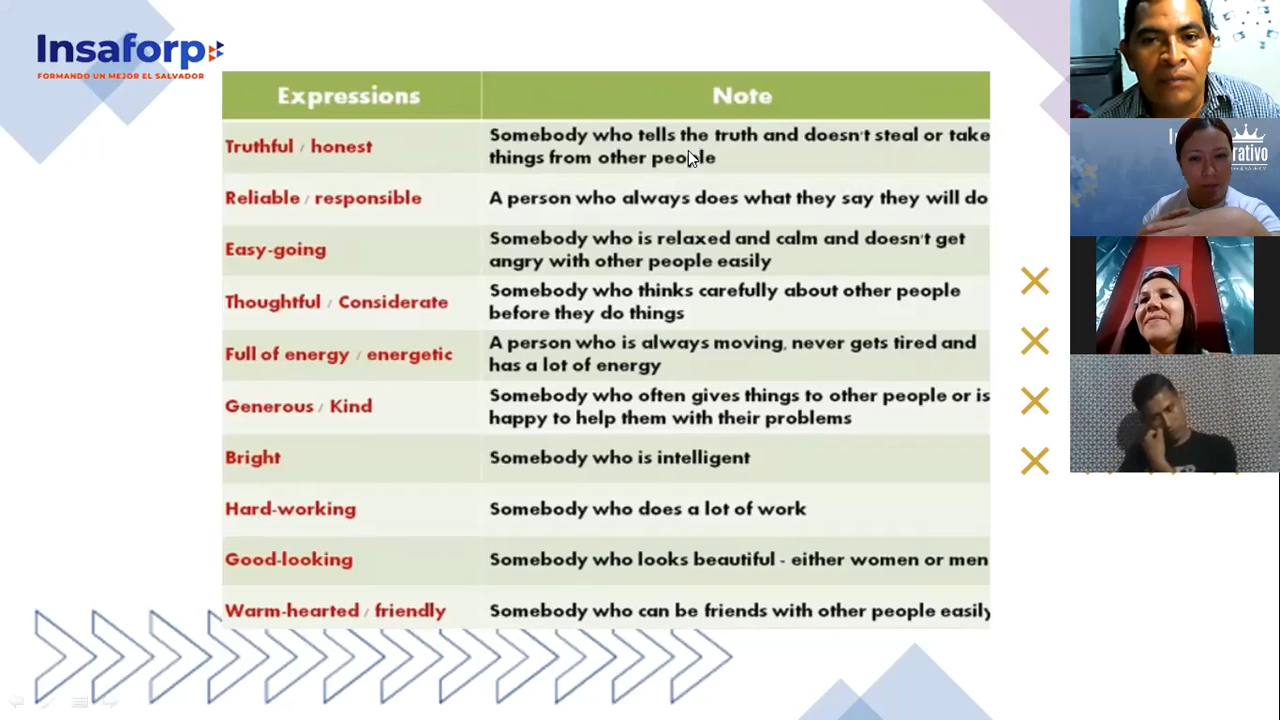 Insaforp
FORMANDO UN MEJOR EL SALVADOR
Expressions
Note
Truthful / honest
Somebody who tells the truth and doesn't steal or take
things from other people
Reliable / responsible
A person who always does what they say they will do
Easy-going
Somebody who is relaxed and calm and doesn't get
angry with other people easily
Thoughtful / Considerate
Somebody who thinks carefully about other people
before they do things
Full of energy / energetic
A person who is always moving, never gets tired and
has a lot of energy
Generous / Kind
Somebody who often gives things to other people or is
happy to help them with their problems
Bright
Somebody who is intelligent
Hard-working
Somebody who does a lot of work
Good-looking
Somebody who looks beautiful - either women or men
Warm-hearted / friendly
Somebody who can be friends with other people easily